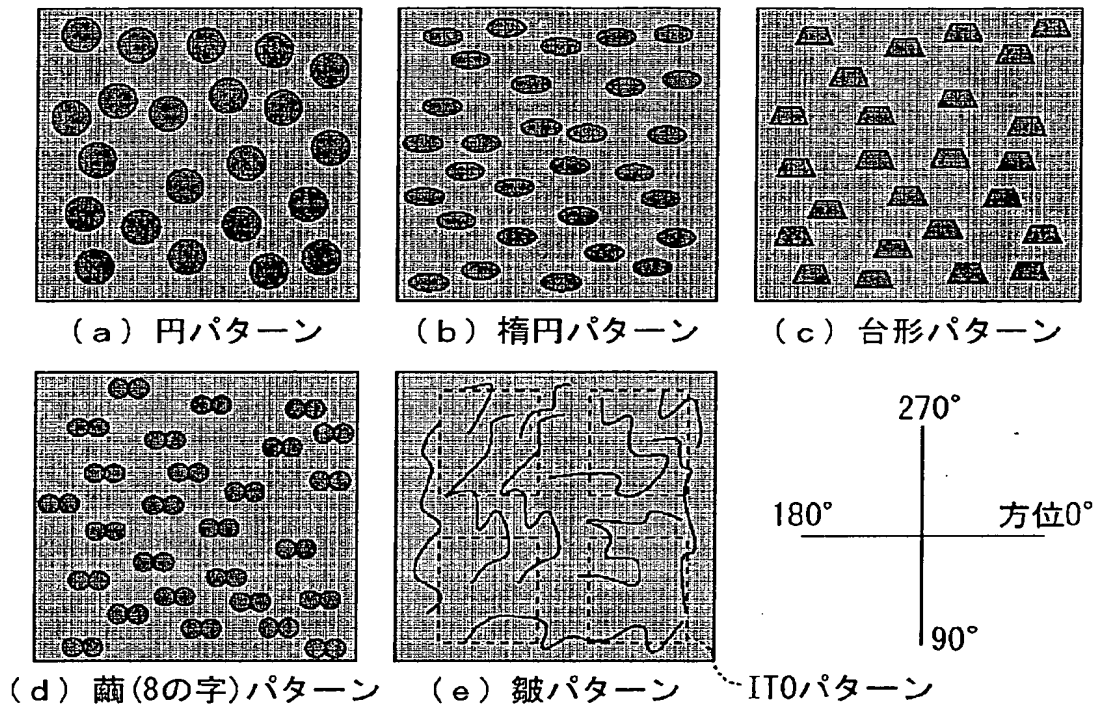 (a) 円パターン
(b) 楕円パターン
(c) 台形パターン
(d) 繭(8の字)パターン
(e) 皺パターン
ITOパターン
270°
180°
方位0°
90°